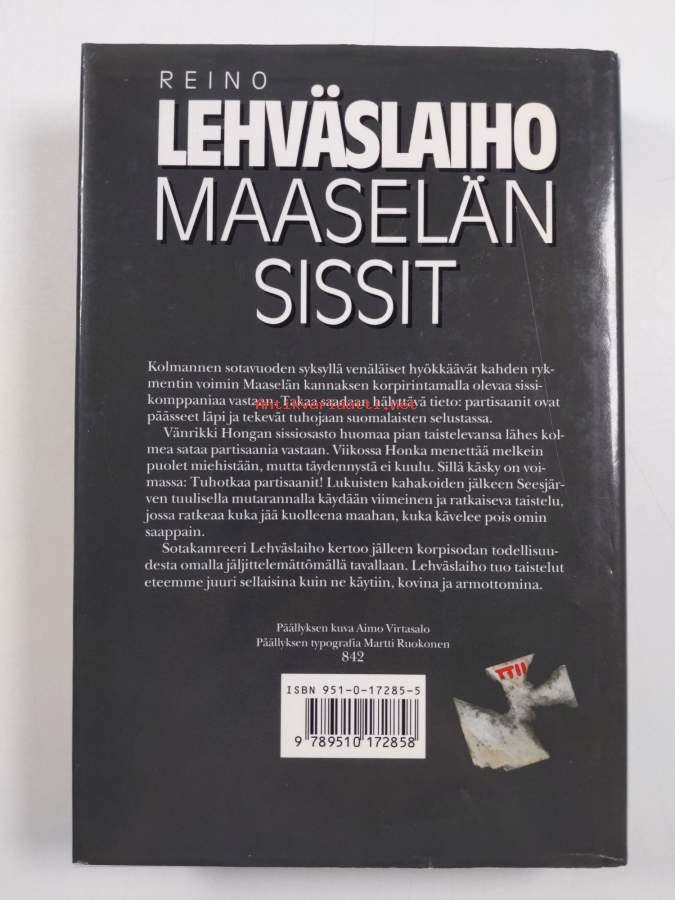 REINO
LEHVÄSLAIHO
MAASELÄN
SISSIT
Kolmannen sotavuoden syksyllä venäläiset hyökkäävät kahden ryk-
mentin voimin Maaselän kannaksen korpirintamalla olevaa sissi-
komppaniaa vastaan. Takaa saadaan hälyttävä tieto: partisaanit ovat
Antikvariaatti.net
päässeet läpi ja tekevät tuhojaan suomalaisten selustassa.
Vänrikki Hongan sissiosasto huomaa pian taistelevansa lähes kol-
mea sataa partisaania vastaan. Viikossa Honka menettää melkein
puolet miehistään, mutta täydennystä ei kuulu. Sillä käsky on voi-
massa: Tuhotkaa partisaanit! Lukuisten kahakoiden jälkeen Seesjär-
ven tuulisella mutarannalla käydään viimeinen ja ratkaiseva taistelu,
jossa ratkeaa kuka jää kuolleena maahan, kuka kävelee pois omin
saappain.
Sotakamreeri Lehväslaiho kertoo jälleen korpisodan todellisuu-
desta omalla jäljittelemättömällä tavallaan. Lehväslaiho tuo taistelut
eteemme juuri sellaisina kuin ne käytiin, kovina ja armottomina.
Päällyksen kuva Aimo Virtasalo
Päällyksen typografia Martti Ruokonen
842
ISBN 951-0-17285-5
9 789510 172858